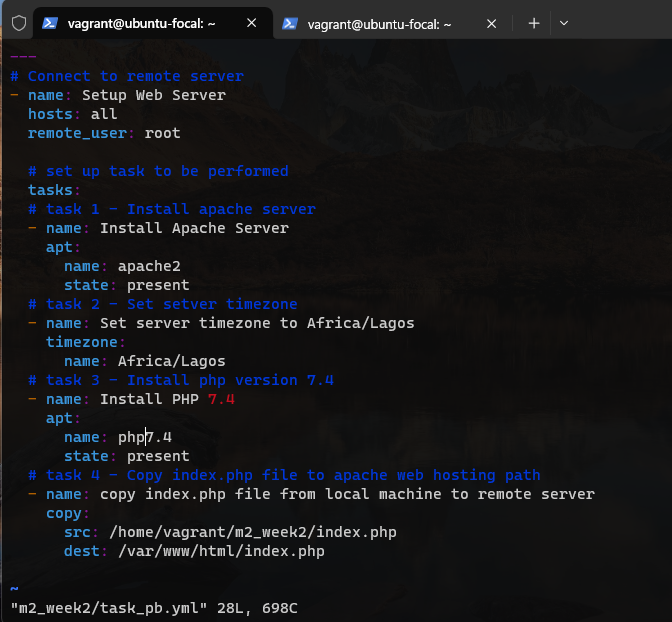 vagrant@ubuntu-focal: ~
vagrant@ubuntu-focal: ~
---
# Connect to remote server
- name: Setup Web Server
  hosts: all
  remote_user: root

  # set up task to be performed
  tasks:
  # task 1 - Install apache server
  - name: Install Apache Server
    apt:
      name: apache2
      state: present
  # task 2 - Set setver timezone
  - name: Set server timezone to Africa/Lagos
    timezone:
      name: Africa/Lagos
  # task 3 - Install php version 7.4
  - name: Install PHP 7.4
    apt:
      name: php7.4
      state: present
  # task 4 - Copy index.php file to apache web hosting path
  - name: copy index.php file from local machine to remote server
    copy:
      src: /home/vagrant/m2_week2/index.php
      dest: /var/www/html/index.php

~
"m2_week2/task_pb.yml" 28L, 698C